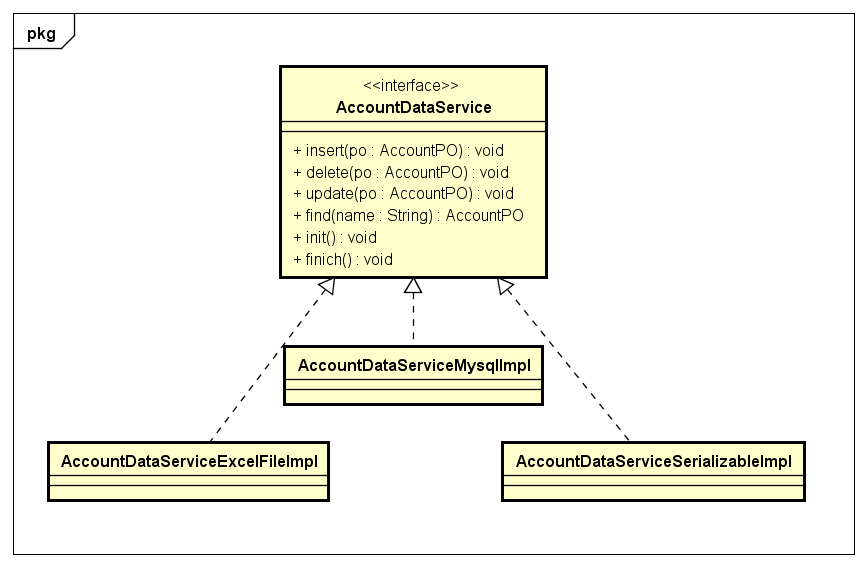 pkg
<<interface>>
AccountDataService
+ insert(po : AccountPO) : void
+ delete(po : AccountPO) : void
+ update(po : AccountPO) : void
+ find(name : String) : AccountPO
+ init() : void
+ finich() : void
AccountDataServiceMysqlImpl
AccountDataServiceExcelFileImpl
AccountDataServiceSerializableImpl